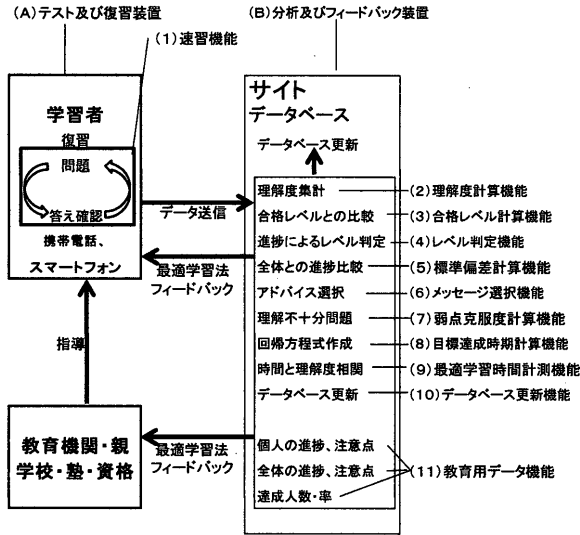 (A)テスト及び復習装置
(B)分析及びフィードバック装置
(1)速習機能
学習者
復習
問題
答え確認
携帯電話、
スマートフォン
データ送信
最適学習法
フィードバック
指導
教育機関・親
学校・塾・資格
最適学習法
フィードバック
サイト
データベース
データベース更新
理解度集計
(2)理解度計算機能
合格レベルとの比較
(3)合格レベル計算機能
進捗によるレベル判定
(4)レベル判定機能
全体との進捗比較
(5)標準偏差計算機能
アドバイス選択
(6)メッセージ選択機能
理解不十分問題
(7)弱点克服度計算機能
回帰方程式作成
(8)目標達成時期計算機能
時間と理解度相関
(9)最適学習時間計測機能
データベース更新
(10)データベース更新機能
個人の進捗、注意点
全体の進捗、注意点
(11)教育用データ機能
達成人数・率